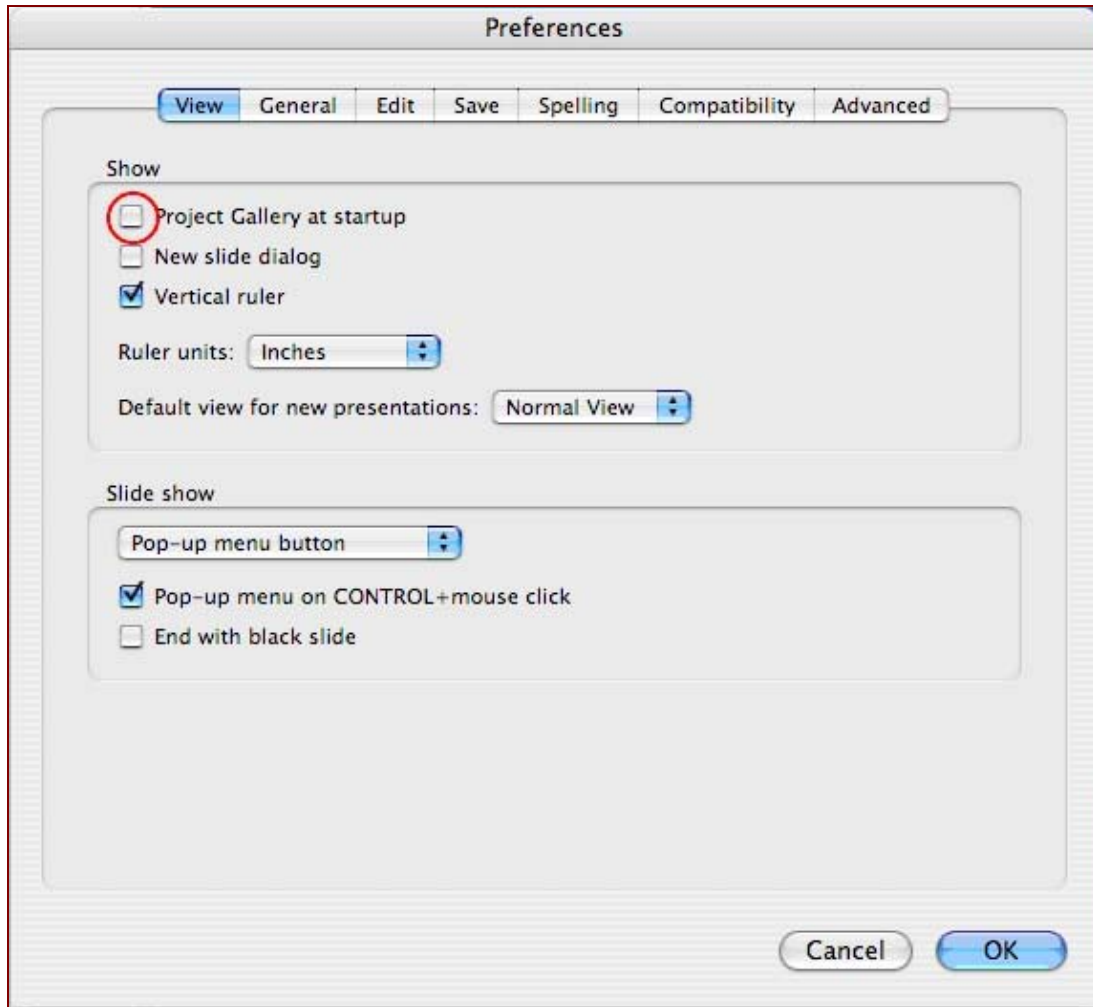 Preferences
View General Edit Save Spelling Compatibility Advanced
Show
Project Gallery at startup
New slide dialog
Vertical ruler
Ruler units: Inches
Default view for new presentations: Normal View
Slide show
Pop-up menu button
Pop-up menu on CONTROL+mouse click
End with black slide
Cancel OK